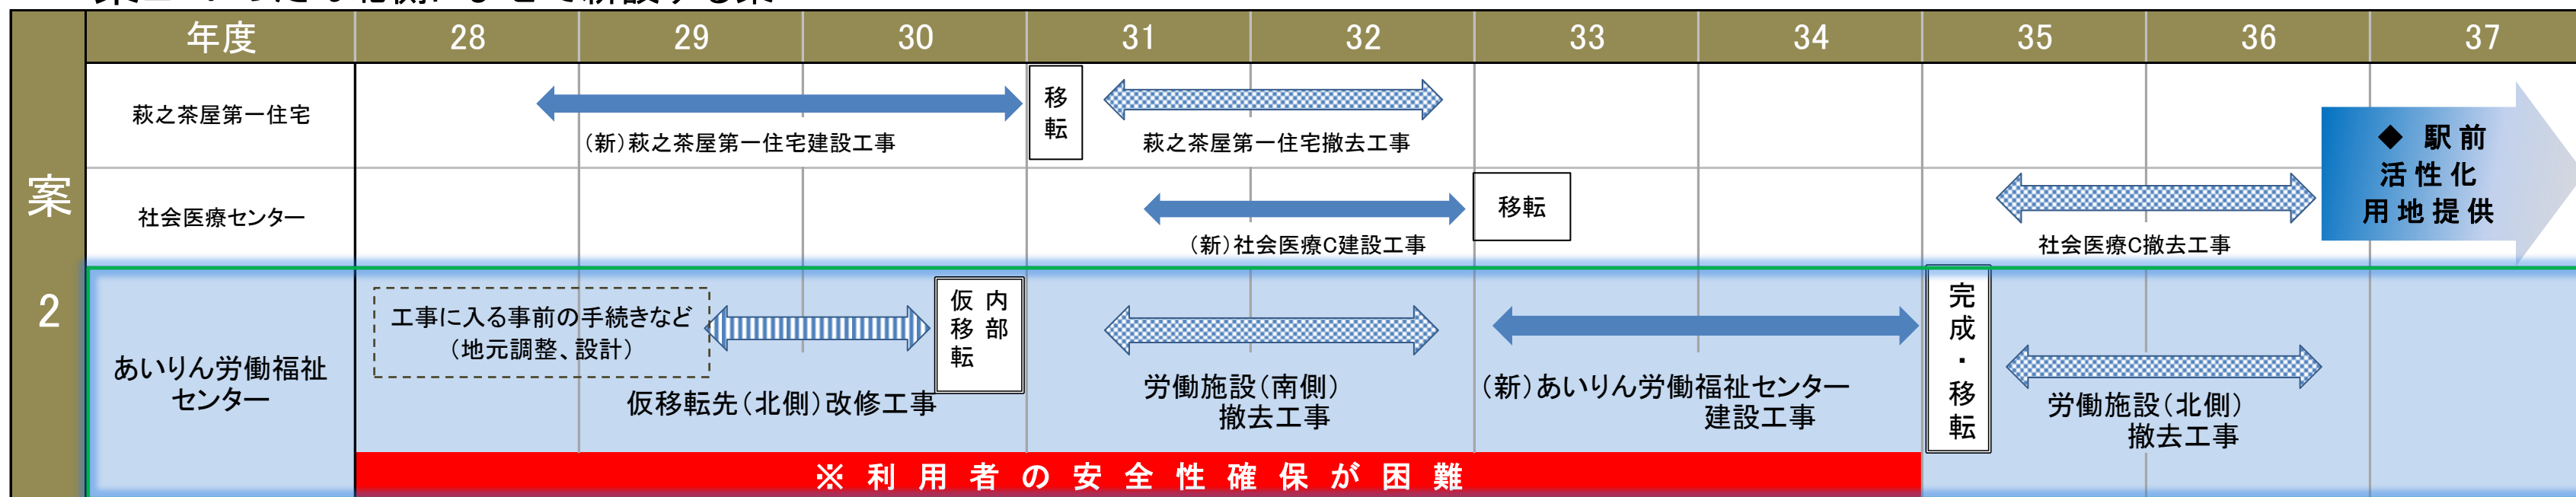 年度 28 29 30 31 32 33 34 35 36 37
案
2
萩之茶屋第一住宅
(新)萩之茶屋第一住宅建設工事
移
転
萩之茶屋第一住宅撤去工事
◆ 駅前
活性化
用地提供
社会医療センター
(新)社会医療C建設工事
移転
社会医療C撤去工事
あいりん労働福祉
センター
工事に入る事前の手続きなど
(地元調整、設計)
仮移転先(北側)改修工事
内部
仮移転
労働施設(南側)
撤去工事
(新)あいりん労働福祉センター
建設工事
完成・移転
労働施設(北側)
撤去工事
※利用者の安全性確保が困難